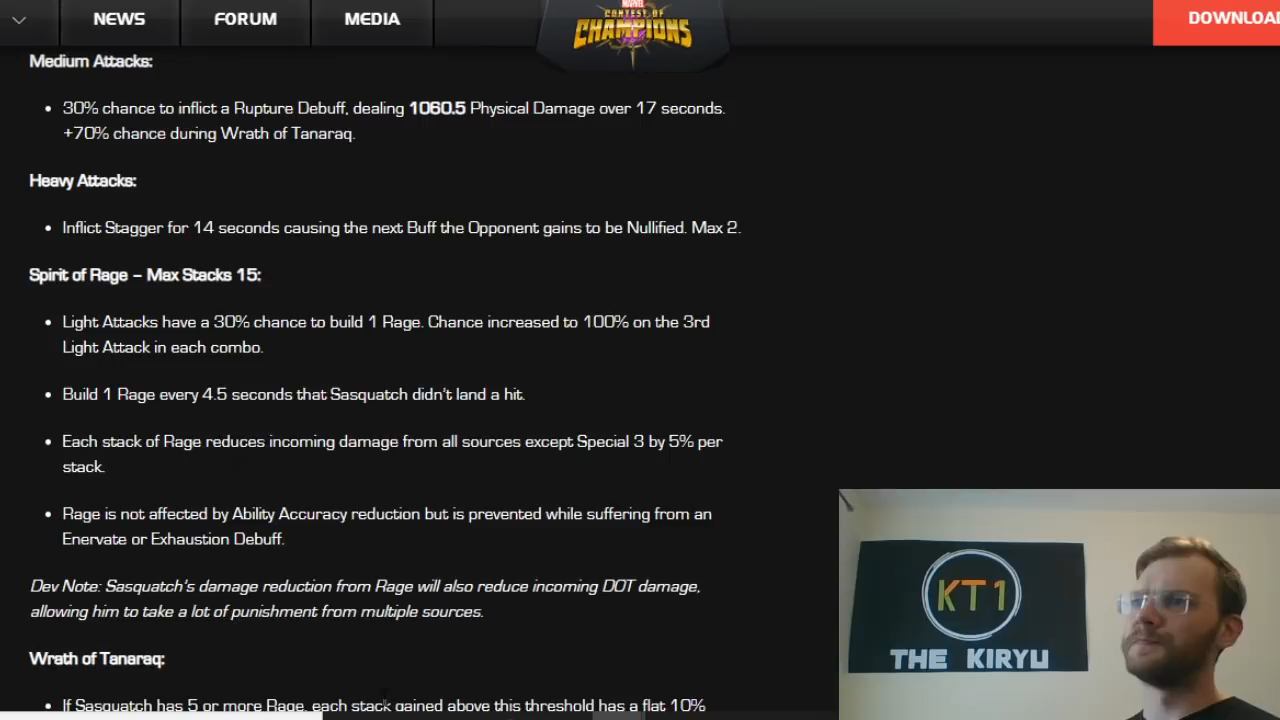 NEWS
FORUM
MEDIA
MARVEL
CONTEST OF
CHAMPIONS
DOWNLOA
Medium Attacks:
• 30% chance to inflict a Rupture Debuff, dealing 1060.5 Physical Damage over 17 seconds.
+70% chance during Wrath of Tanaraq.
Heavy Attacks:
• Inflict Stagger for 14 seconds causing the next Buff the Opponent gains to be Nullified. Max 2.
Spirit of Rage – Max Stacks 15:
• Light Attacks have a 30% chance to build 1 Rage. Chance increased to 100% on the 3rd
Light Attack in each combo.
• Build 1 Rage every 4.5 seconds that Sasquatch didn't land a hit.
• Each stack of Rage reduces incoming damage from all sources except Special 3 by 5% per
stack.
• Rage is not affected by Ability Accuracy reduction but is prevented while suffering from an
Enervate or Exhaustion Debuff.
Dev Note: Sasquatch's damage reduction from Rage will also reduce incoming DOT damage,
allowing him to take a lot of punishment from multiple sources.
Wrath of Tanaraq:
• If Sasquatch has 5 or more Rage, each stack gained above this threshold has a flat 10%
KT1
THE KIRYU